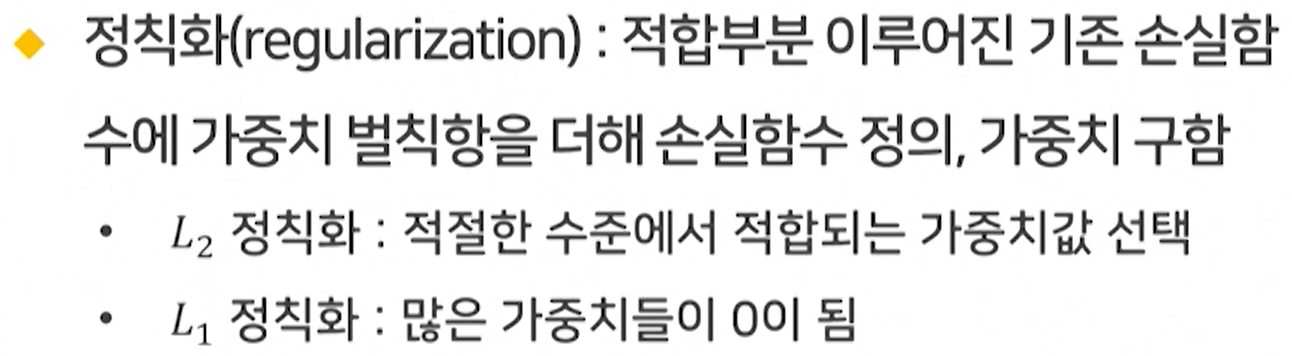 ◆ 정칙화(regularization) : 적합부분 이루어진 기존 손실함
수에 가중치 벌칙항을 더해 손실함수 정의, 가중치 구함
• L₂ 정칙화 : 적절한 수준에서 적합되는 가중치값 선택
• L₁ 정칙화 : 많은 가중치들이 0이 됨